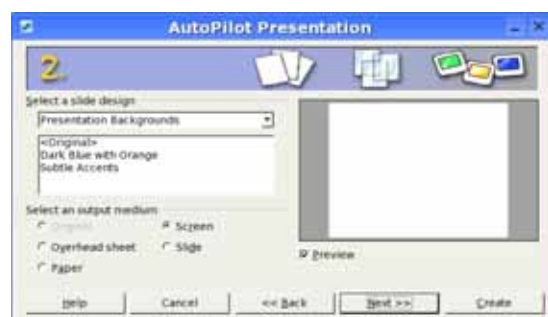 AutoPilot Presentation
2.
Select a slide design
Presentation Backgrounds
<Original>
Dark Blue with Orange
Subtle Accents
Select an output medium
Original
Screen
Overhead sheet
Slide
Paper
Preview
Help
Cancel
<< Back
Next >>
Create